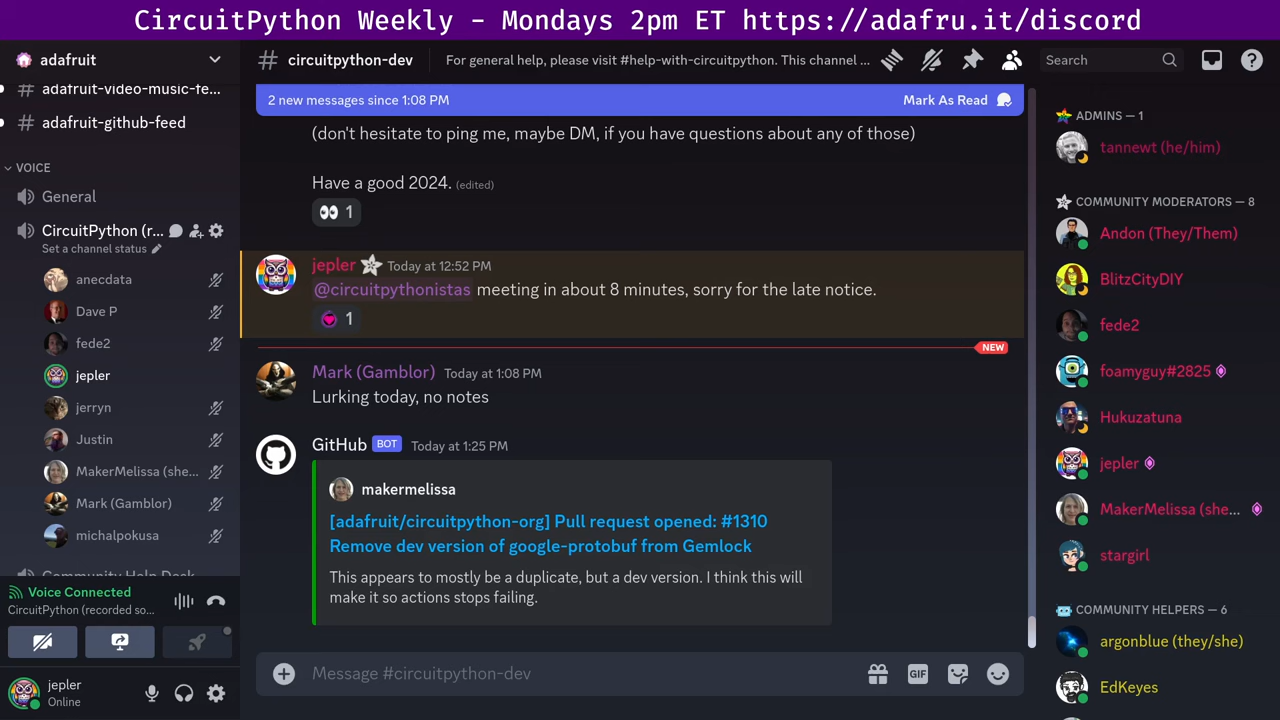 CircuitPython Weekly - Mondays 2pm ET https://adafru.it/discord
adafruit
adafruit-video-music-fe...
adafruit-github-feed
VOICE
General
CircuitPython (r...
Set a channel status
anecdata
Dave P
fede2
jepler
jerryn
Justin
MakerMelissa (she...
Mark (Gamblor)
michalpokusa
Community Help Desk
Voice Connected
CircuitPython (recorded so...
jepler
Online
circuitpython-dev
For general help, please visit #help-with-circuitpython. This channel ...
Search
2 new messages since 1:08 PM
Mark As Read
(don't hesitate to ping me, maybe DM, if you have questions about any of those)
Have a good 2024. (edited)
1
jepler Today at 12:52 PM
@circuitpythonistas meeting in about 8 minutes, sorry for the late notice.
1
NEW
Mark (Gamblor) Today at 1:08 PM
Lurking today, no notes
GitHub BOT Today at 1:25 PM
makermelissa
[adafruit/circuitpython-org] Pull request opened: #1310
Remove dev version of google-protobuf from Gemlock
This appears to mostly be a duplicate, but a dev version. I think this will
make it so actions stops failing.
Message #circuitpython-dev
GIF
ADMINS — 1
tannewt (he/him)
COMMUNITY MODERATORS — 8
Andon (They/Them)
BlitzCityDIY
fede2
foamyguy#2825
Hukuzatuna
jepler
MakerMelissa (she...
stargirl
COMMUNITY HELPERS — 6
argonblue (they/she)
EdKeyes